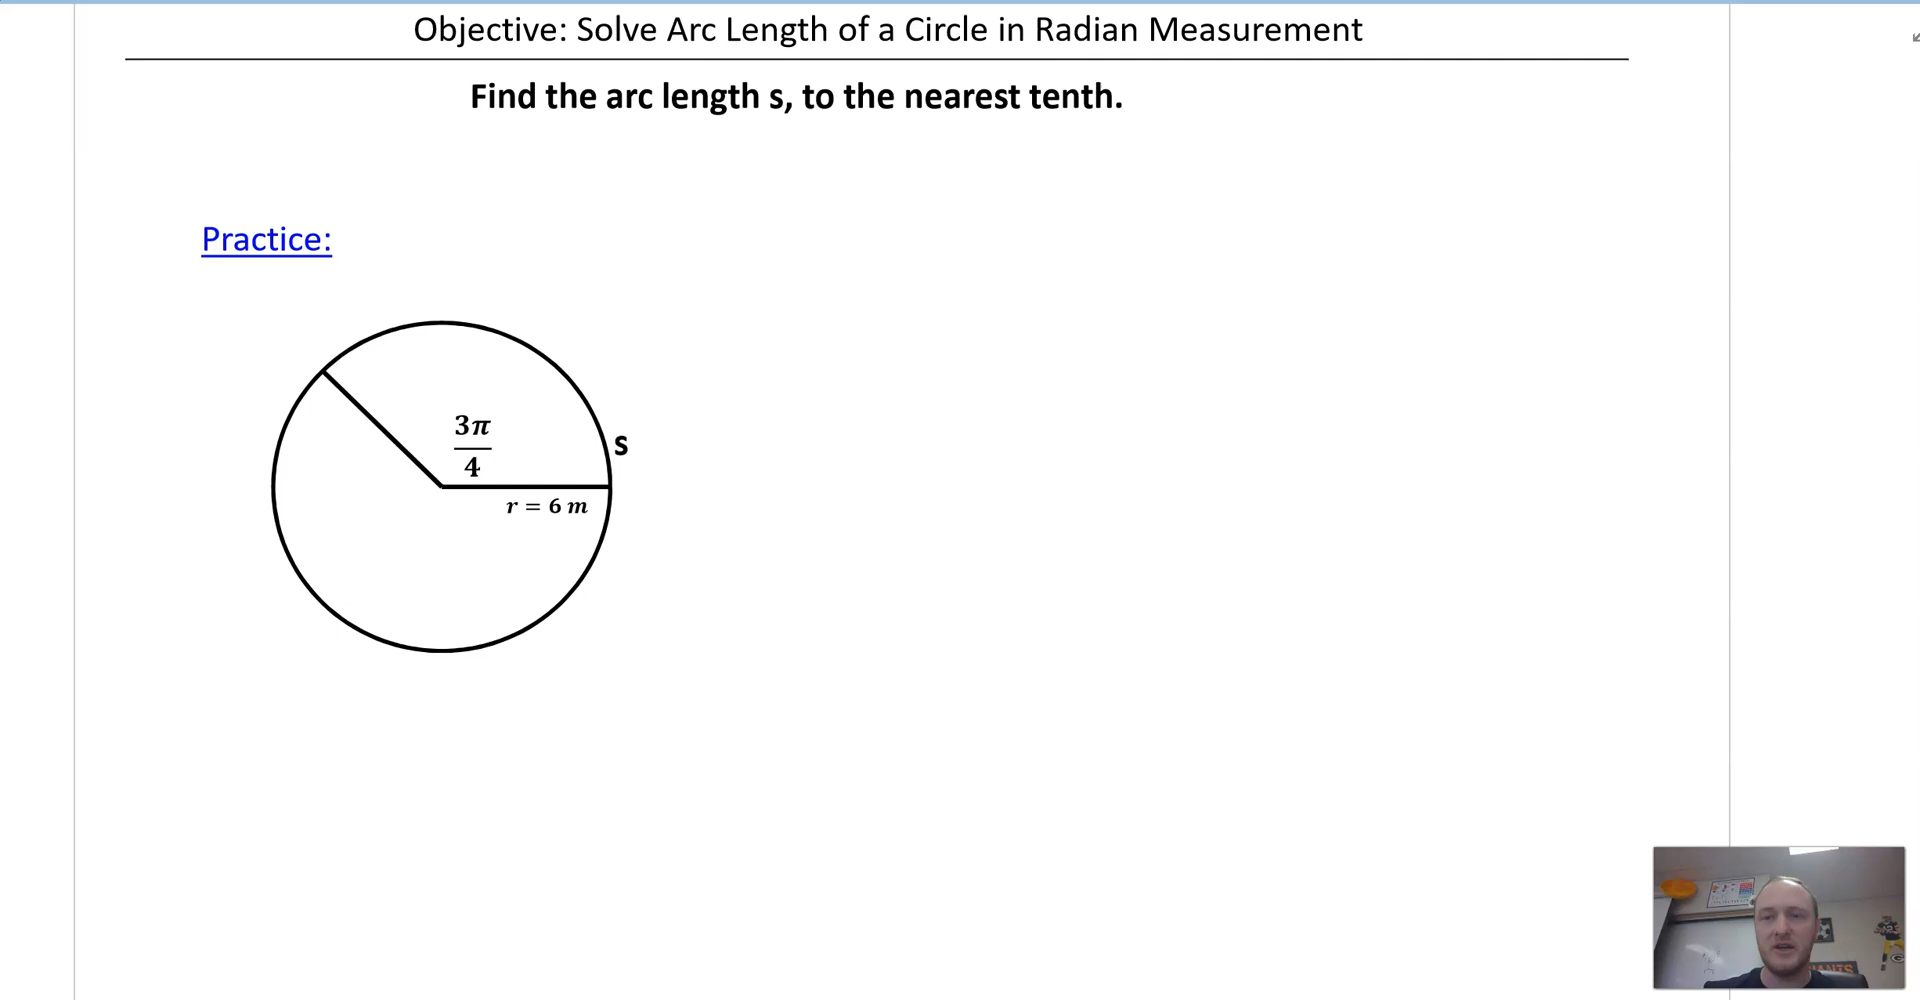 Objective: Solve Arc Length of a Circle in Radian Measurement
Find the arc length s, to the nearest tenth.
Practice:
3π
4
s
r = 6 m